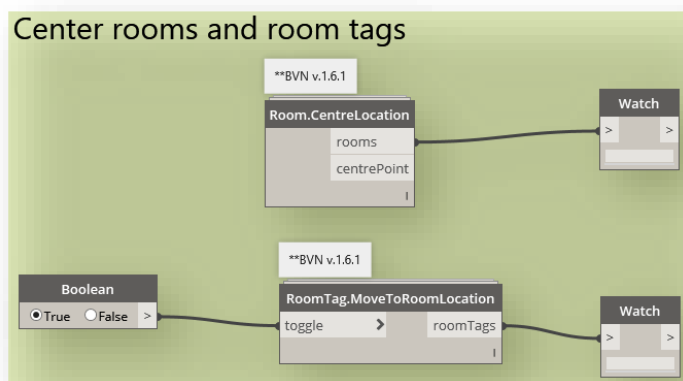 Center rooms and room tags
**BVN v.1.6.1
Room.CentreLocation
rooms
centrePoint
I
Watch
> >
**BVN v.1.6.1
Boolean
True False >
RoomTag.MoveToRoomLocation
toggle > roomTags
I
Watch
> >